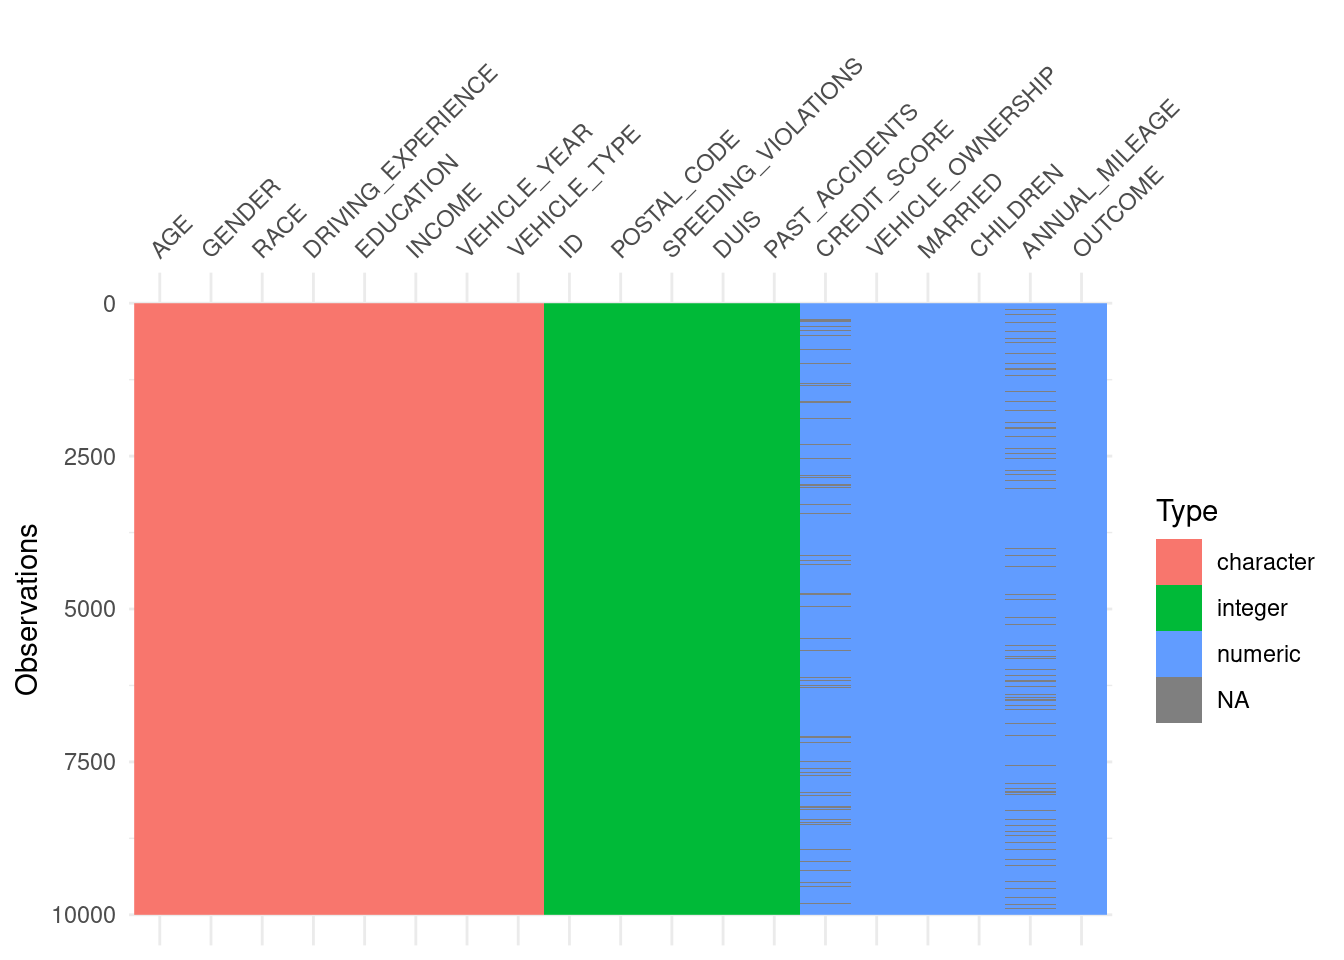 AGE
GENDER
RACE
DRIVING_EXPERIENCE
EDUCATION
INCOME
VEHICLE_YEAR
VEHICLE_TYPE
ID
POSTAL_CODE
SPEEDING_VIOLATIONS
DUIS
PAST_ACCIDENTS
CREDIT_SCORE
VEHICLE_OWNERSHIP
MARRIED
CHILDREN
ANNUAL_MILEAGE
OUTCOME
0
2500
5000
7500
10000
Observations
Type
character
integer
numeric
NA